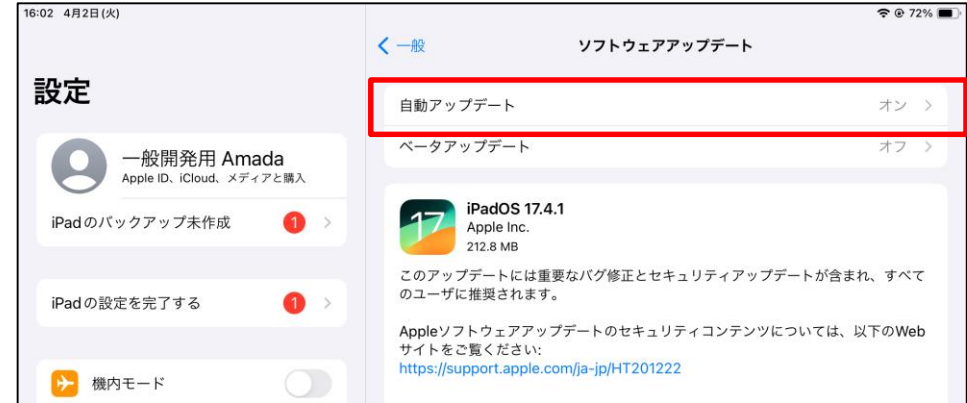 16:02 4月2日(火)
72%
一般
ソフトウェアアップデート
設定
自動アップデート オン
ベータアップデート オフ
一般開発用 Amada
Apple ID、iCloud、メディアと購入
iPadのバックアップ未作成 1
iPadの設定を完了する 1
機内モード
17
iPadOS 17.4.1
Apple Inc.
212.8 MB
このアップデートには重要なバグ修正とセキュリティアップデートが含まれ、すべて
のユーザに推奨されます。
Appleソフトウェアアップデートのセキュリティコンテンツについては、以下のWeb
サイトをご覧ください:
https://support.apple.com/ja-jp/HT201222